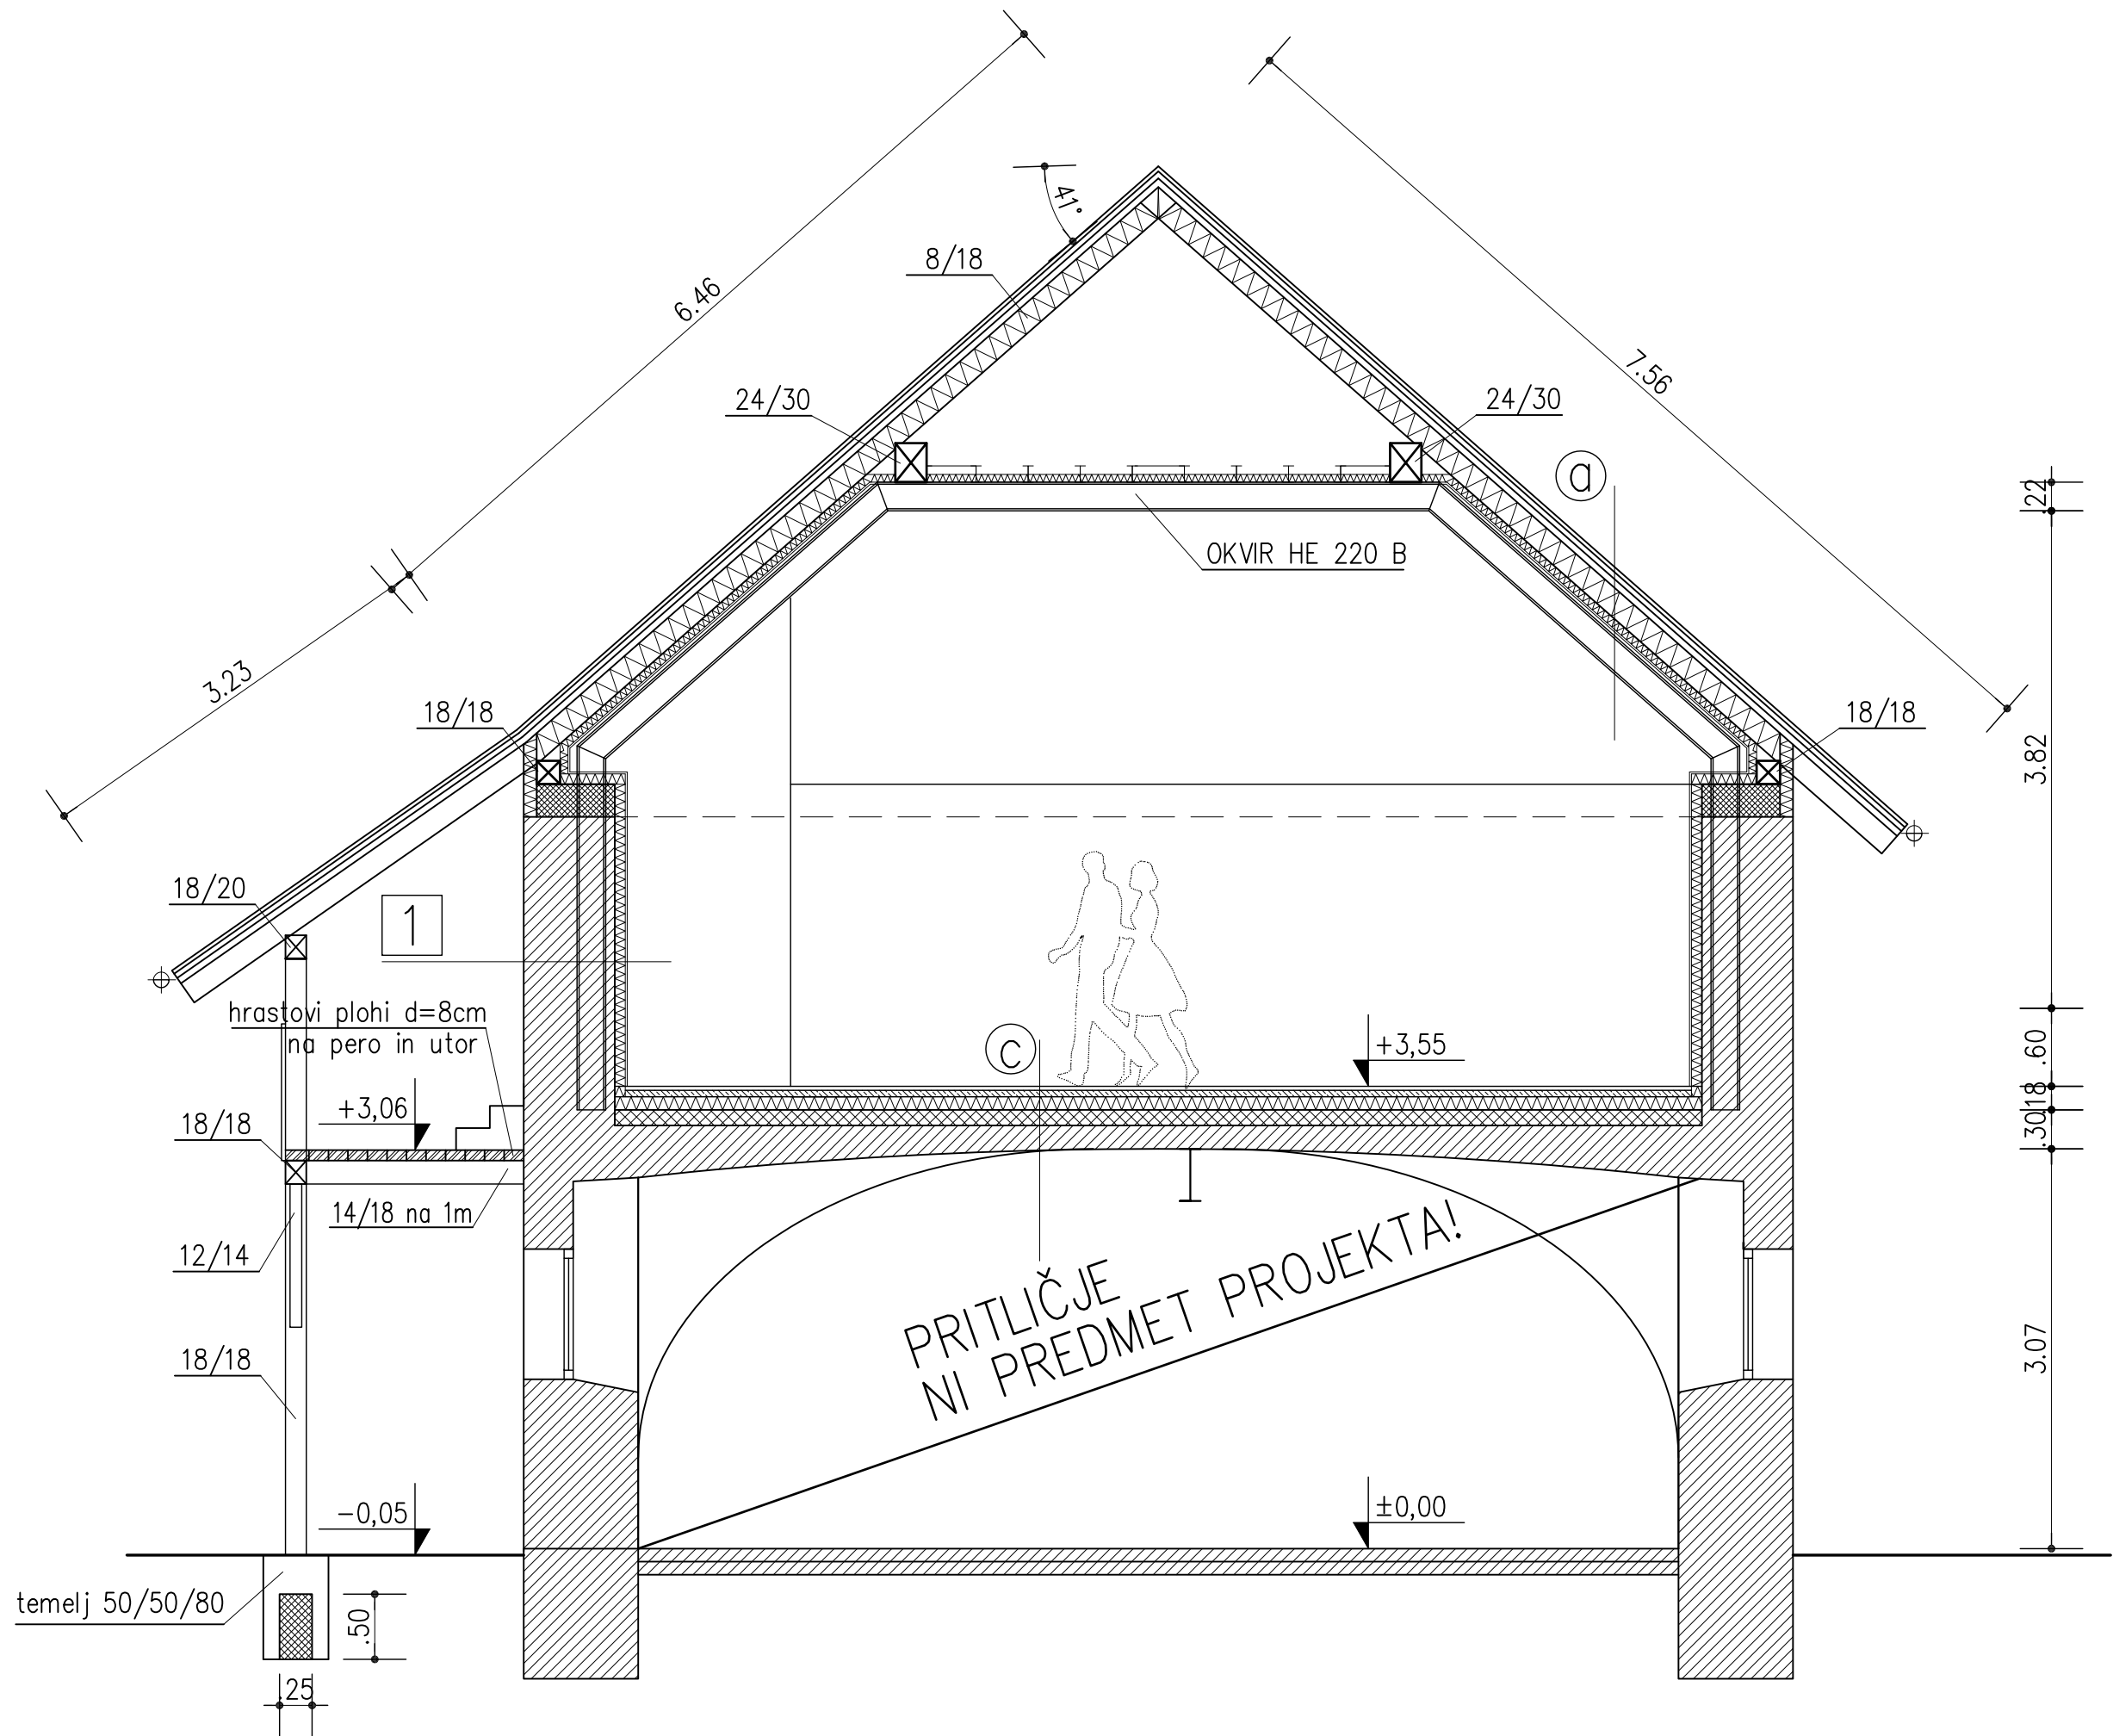 6.46
7.56
41°
8/18
24/30
24/30
a
.22
OKVIR HE 220 B
3.23
18/18
18/18
3.82
18/20
1
hrastovi plohi d=8cm
na pero in utor
c
+3,55
.60
+3,06
.18
18/18
.30
14/18 na 1m
12/14
PRITLIČJE
NI PREDMET PROJEKTA!
18/18
3.07
-0,05
±0,00
temelj 50/50/80
.50
.25